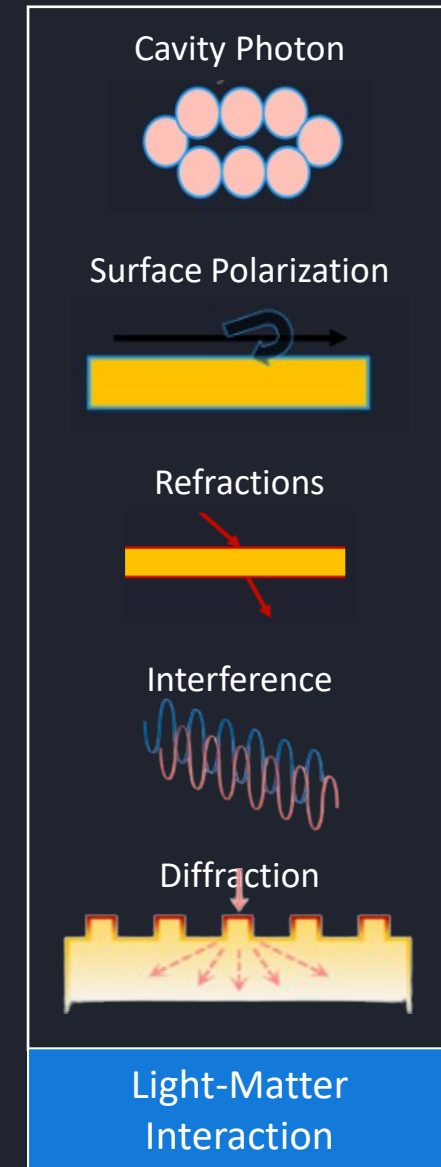 Cavity Photon
Surface Polarization
Refractions
Interference
Diffraction
Light-Matter
Interaction